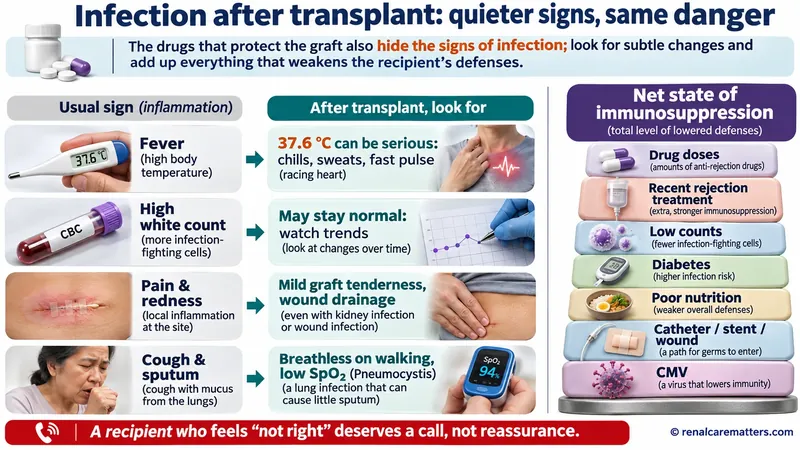 Infection after transplant: quieter signs, same danger
The drugs that protect the graft also hide the signs of infection; look for subtle changes and
add up everything that weakens the recipient's defenses.
Usual sign (inflammation)
After transplant, look for
37.6 °C
Fever
(high body
temperature)
37.6 °C can be serious:
chills, sweats, fast pulse
(racing heart)
CBC
High
white count
(more infection-
fighting cells)
May stay normal:
watch trends
(look at changes over time)
Pain &
redness
(local inflammation
at the site)
Mild graft tenderness,
wound drainage
(even with kidney infection
or wound infection)
Cough &
sputum
(cough with mucus
from the lungs)
Breathless on walking,
low SpO₂ (Pneumocystis)
(a lung infection that can
cause little sputum)
SpO₂
94%
Net state of
immunosuppression
(total level of lowered defenses)
Drug doses
(amounts of anti-rejection drugs)
Recent rejection
treatment
(extra, stronger immunosuppression)
Low counts
(fewer infection-fighting cells)
Diabetes
(higher infection risk)
Poor nutrition
(weaker overall defenses)
Catheter / stent /
wound
(a path for germs to enter)
CMV
(a virus that lowers immunity)
A recipient who feels "not right" deserves a call, not reassurance.
© renalcarematters.com